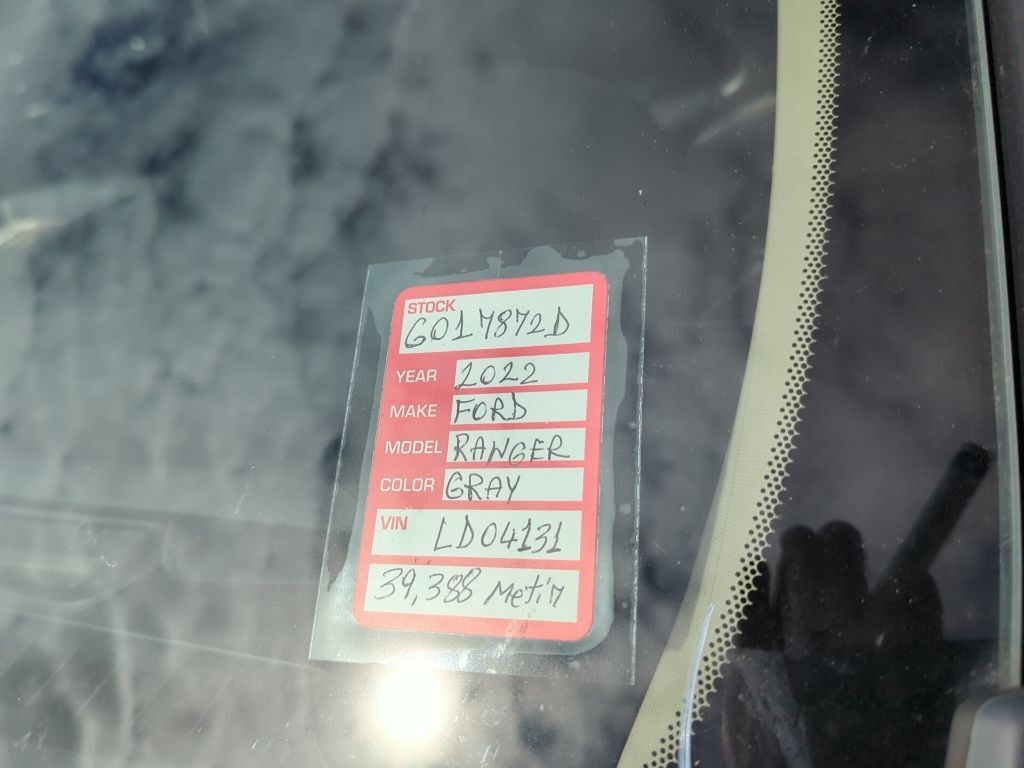 STOCK
G017872D
YEAR 2022
MAKE FORD
MODEL RANGER
COLOR GRAY
VIN LD04131
39,388